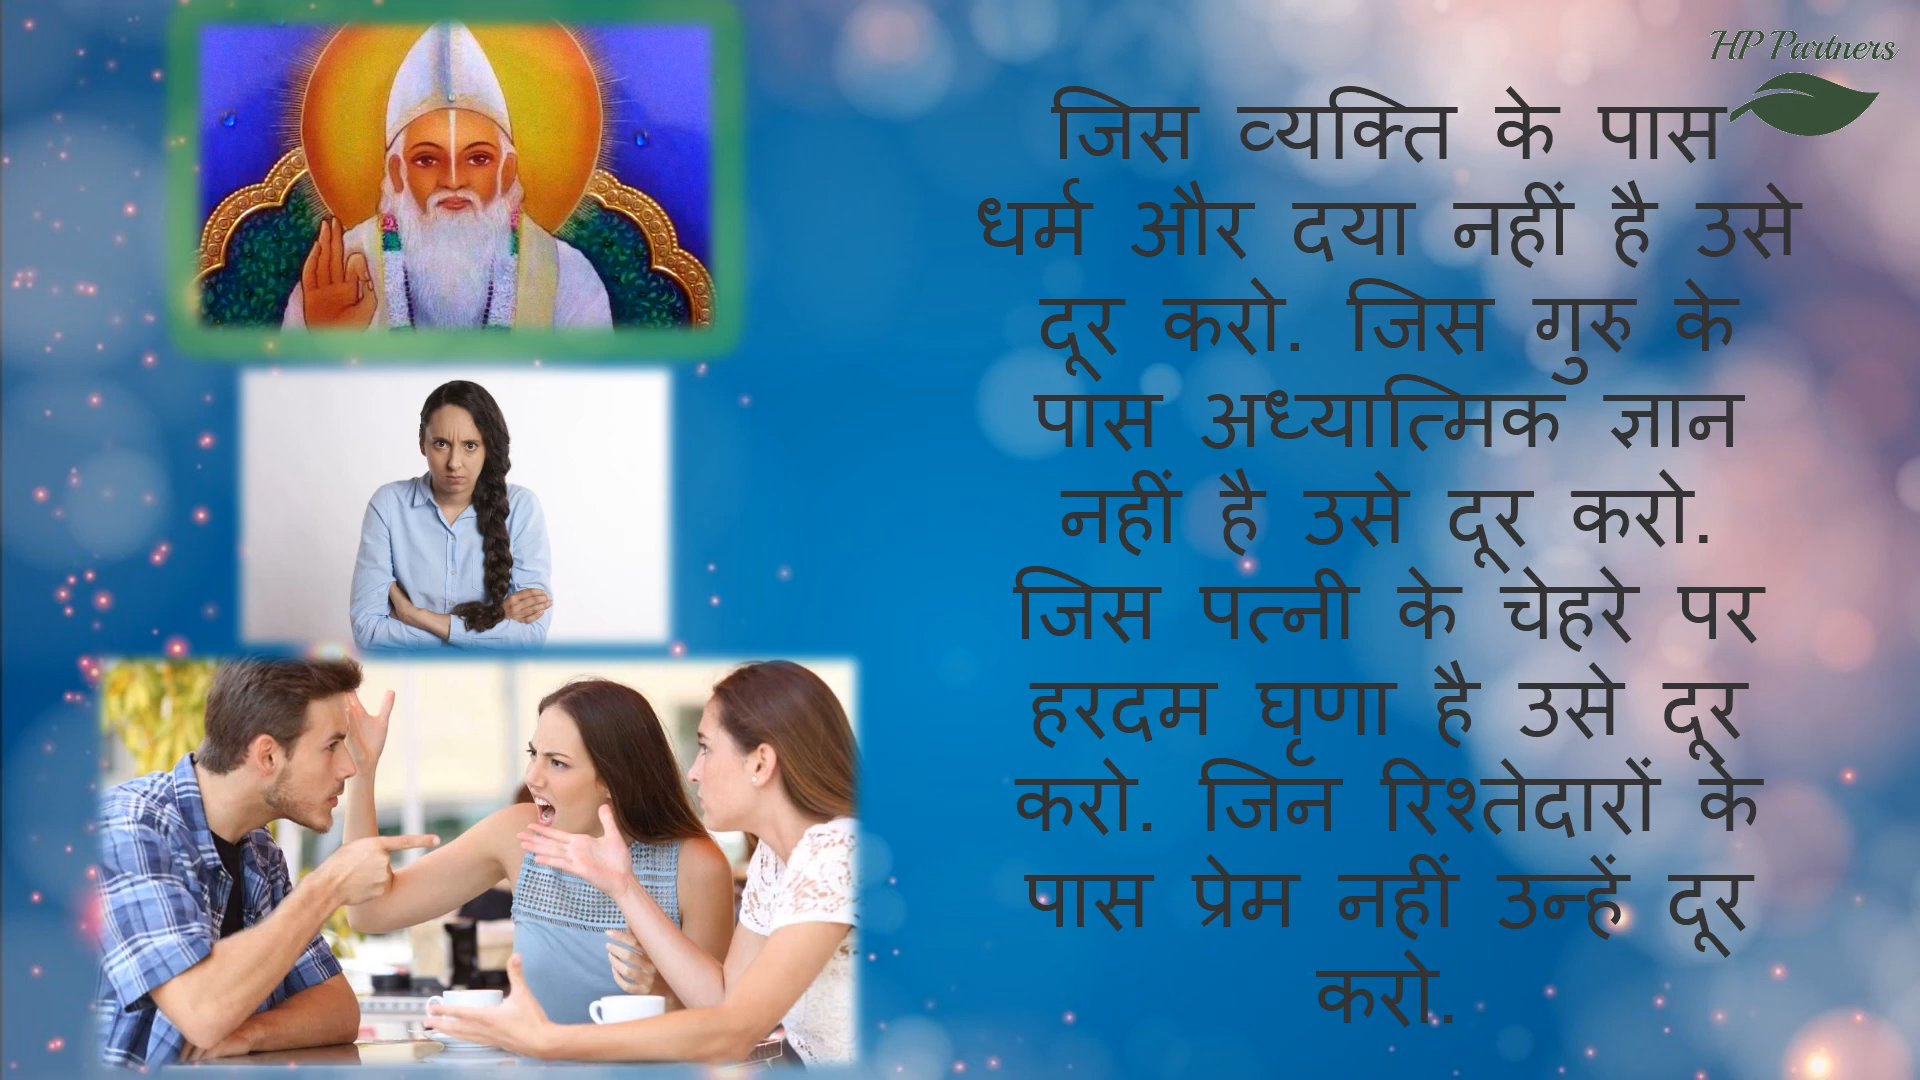 HP Partners
जिस व्यक्ति के पास
धर्म और दया नहीं है उसे
दूर करो. जिस गुरु के
पास अध्यात्मिक ज्ञान
नहीं है उसे दूर करो.
जिस पत्नी के चेहरे पर
हरदम घृणा है उसे दूर
करो. जिन रिश्तेदारों के
पास प्रेम नहीं उन्हें दूर
करो.